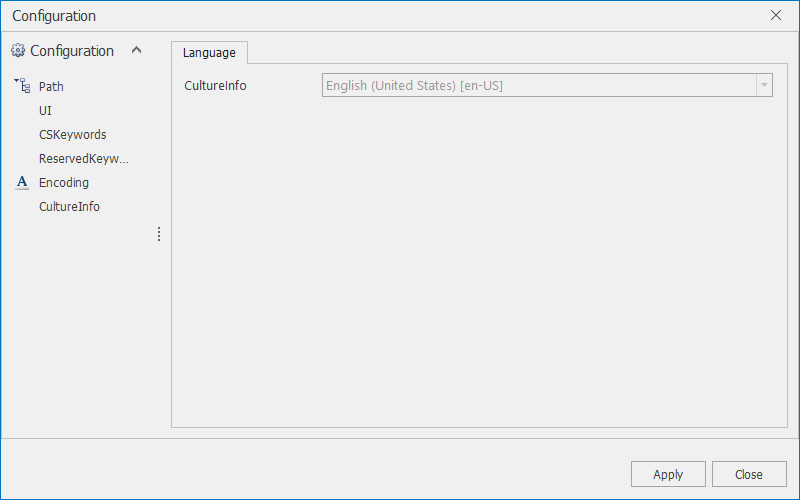 Configuration
Configuration
Path
UI
CSKeywords
ReservedKeyw...
Encoding
CultureInfo
Language
CultureInfo
English (United States) [en-US]
Apply
Close